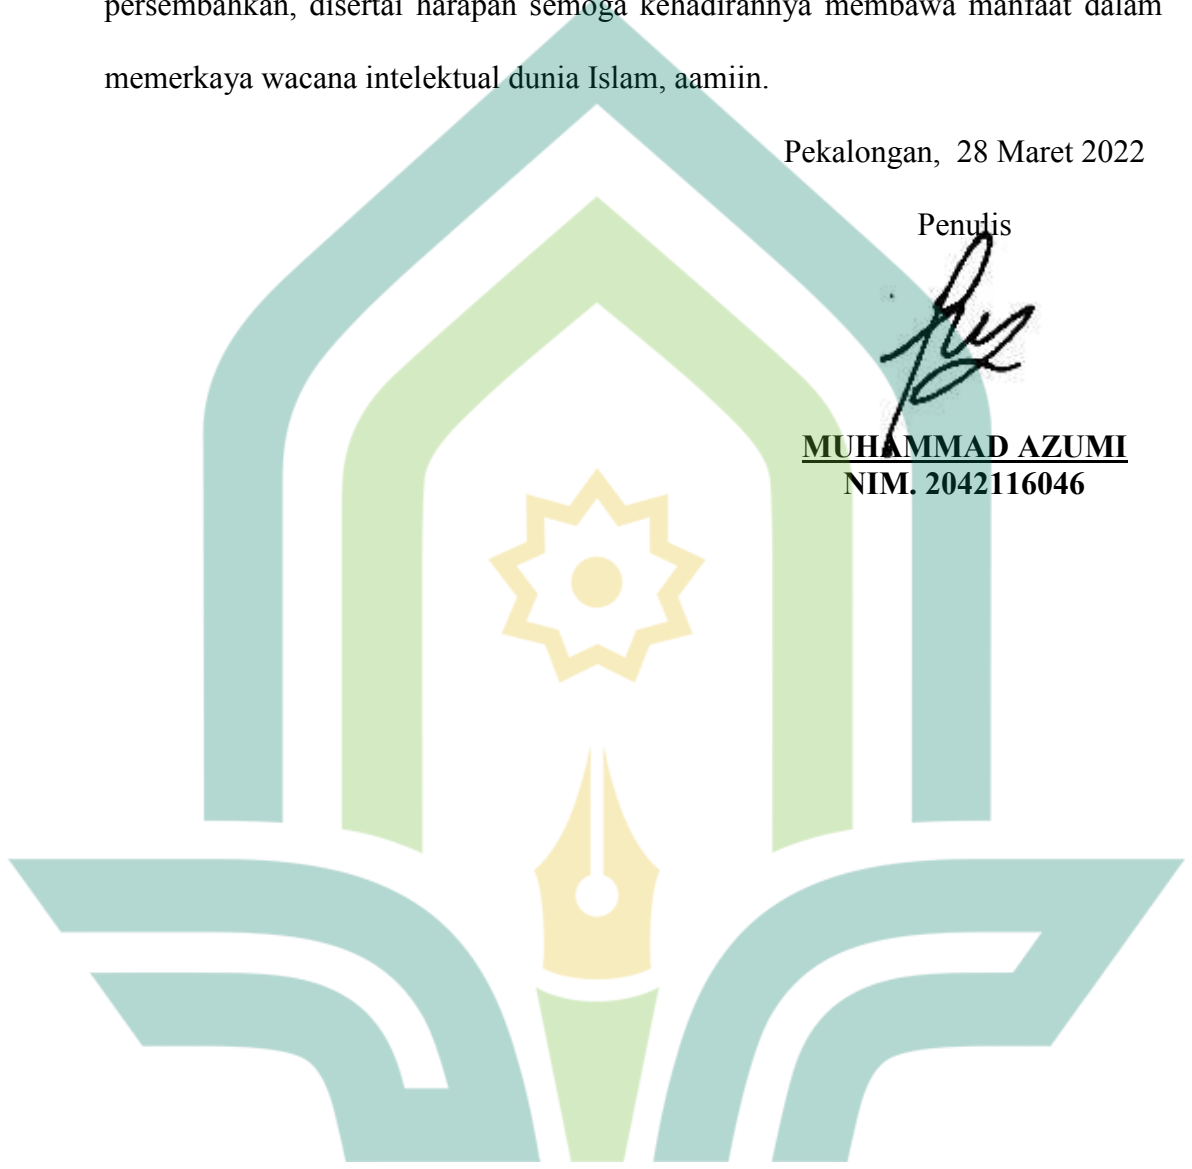 persembahkan, disertai harapan semoga kehadirannya membawa manfaat dalam
memerkaya wacana intelektual dunia Islam, aamiin.
Pekalongan, 28 Maret 2022
Penulis
MUHAMMAD AZUMI
NIM. 2042116046